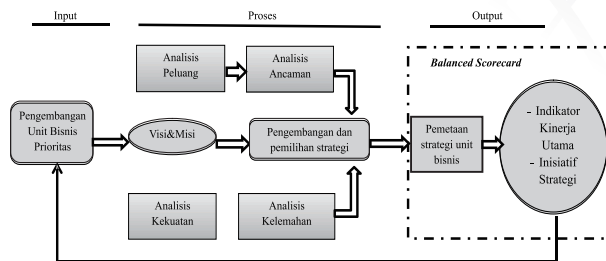 Input
Proses
Output
Analisis
Peluang
Analisis
Ancaman
Balanced Scorecard
Pengembangan
Unit Bisnis
Prioritas
Visi&Misi
Pengembangan dan
pemilihan strategi
Pemetaan
strategi unit
bisnis
- Indikator
Kinerja
Utama
- Inisiatif
Strategi
Analisis
Kekuatan
Analisis
Kelemahan